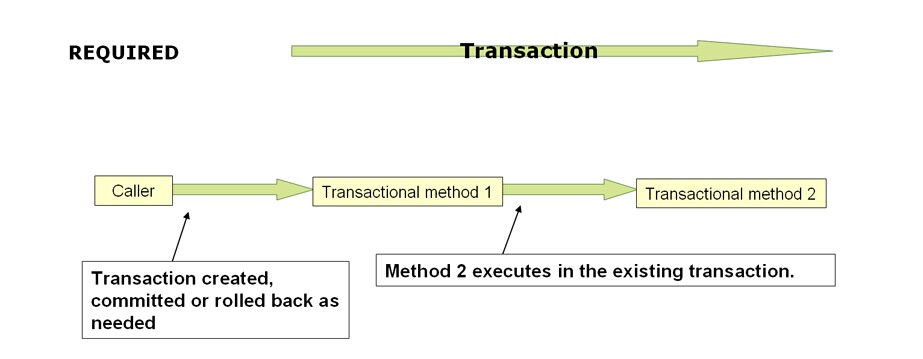 REQUIRED
Transaction
Caller
Transactional method 1
Transactional method 2
Transaction created,
committed or rolled back as
needed
Method 2 executes in the existing transaction.